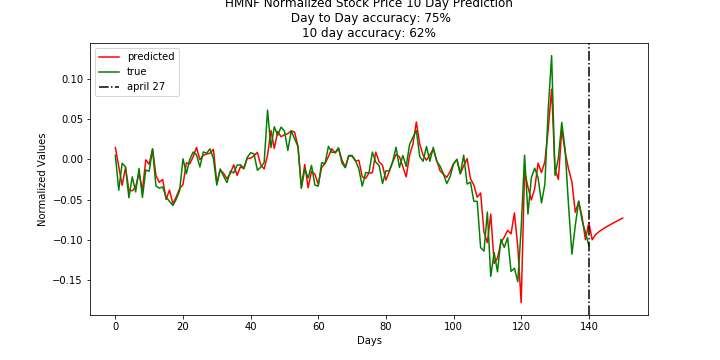 HMNF Normalized Stock Price 10 Day Prediction
Day to Day accuracy: 75%
10 day accuracy: 62%
predicted
true
april 27
0.10
0.05
0.00
−0.05
−0.10
−0.15
Normalized Values
0 20 40 60 80 100 120 140
Days